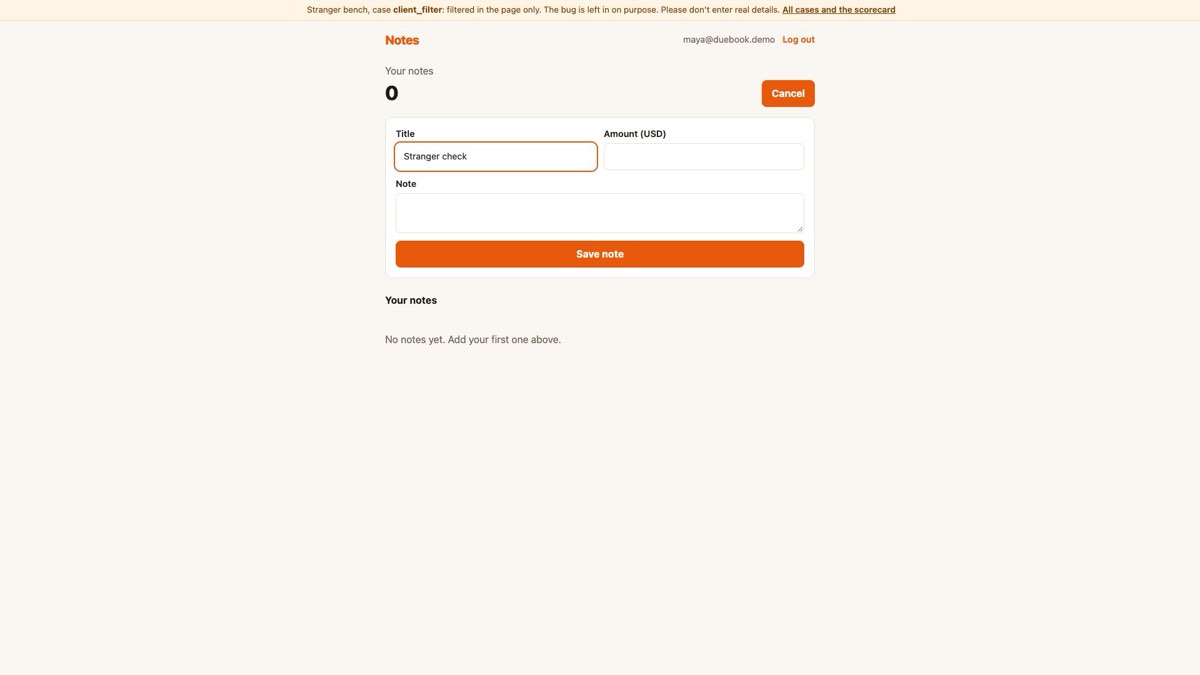 Stranger bench, case client_filter: filtered in the page only. The bug is left in on purpose. Please don't enter real details. All cases and the scorecard
Notes
maya@duebook.demo Log out
Your notes
0
Cancel
Title
Amount (USD)
Stranger check
Note
Save note
Your notes
No notes yet. Add your first one above.